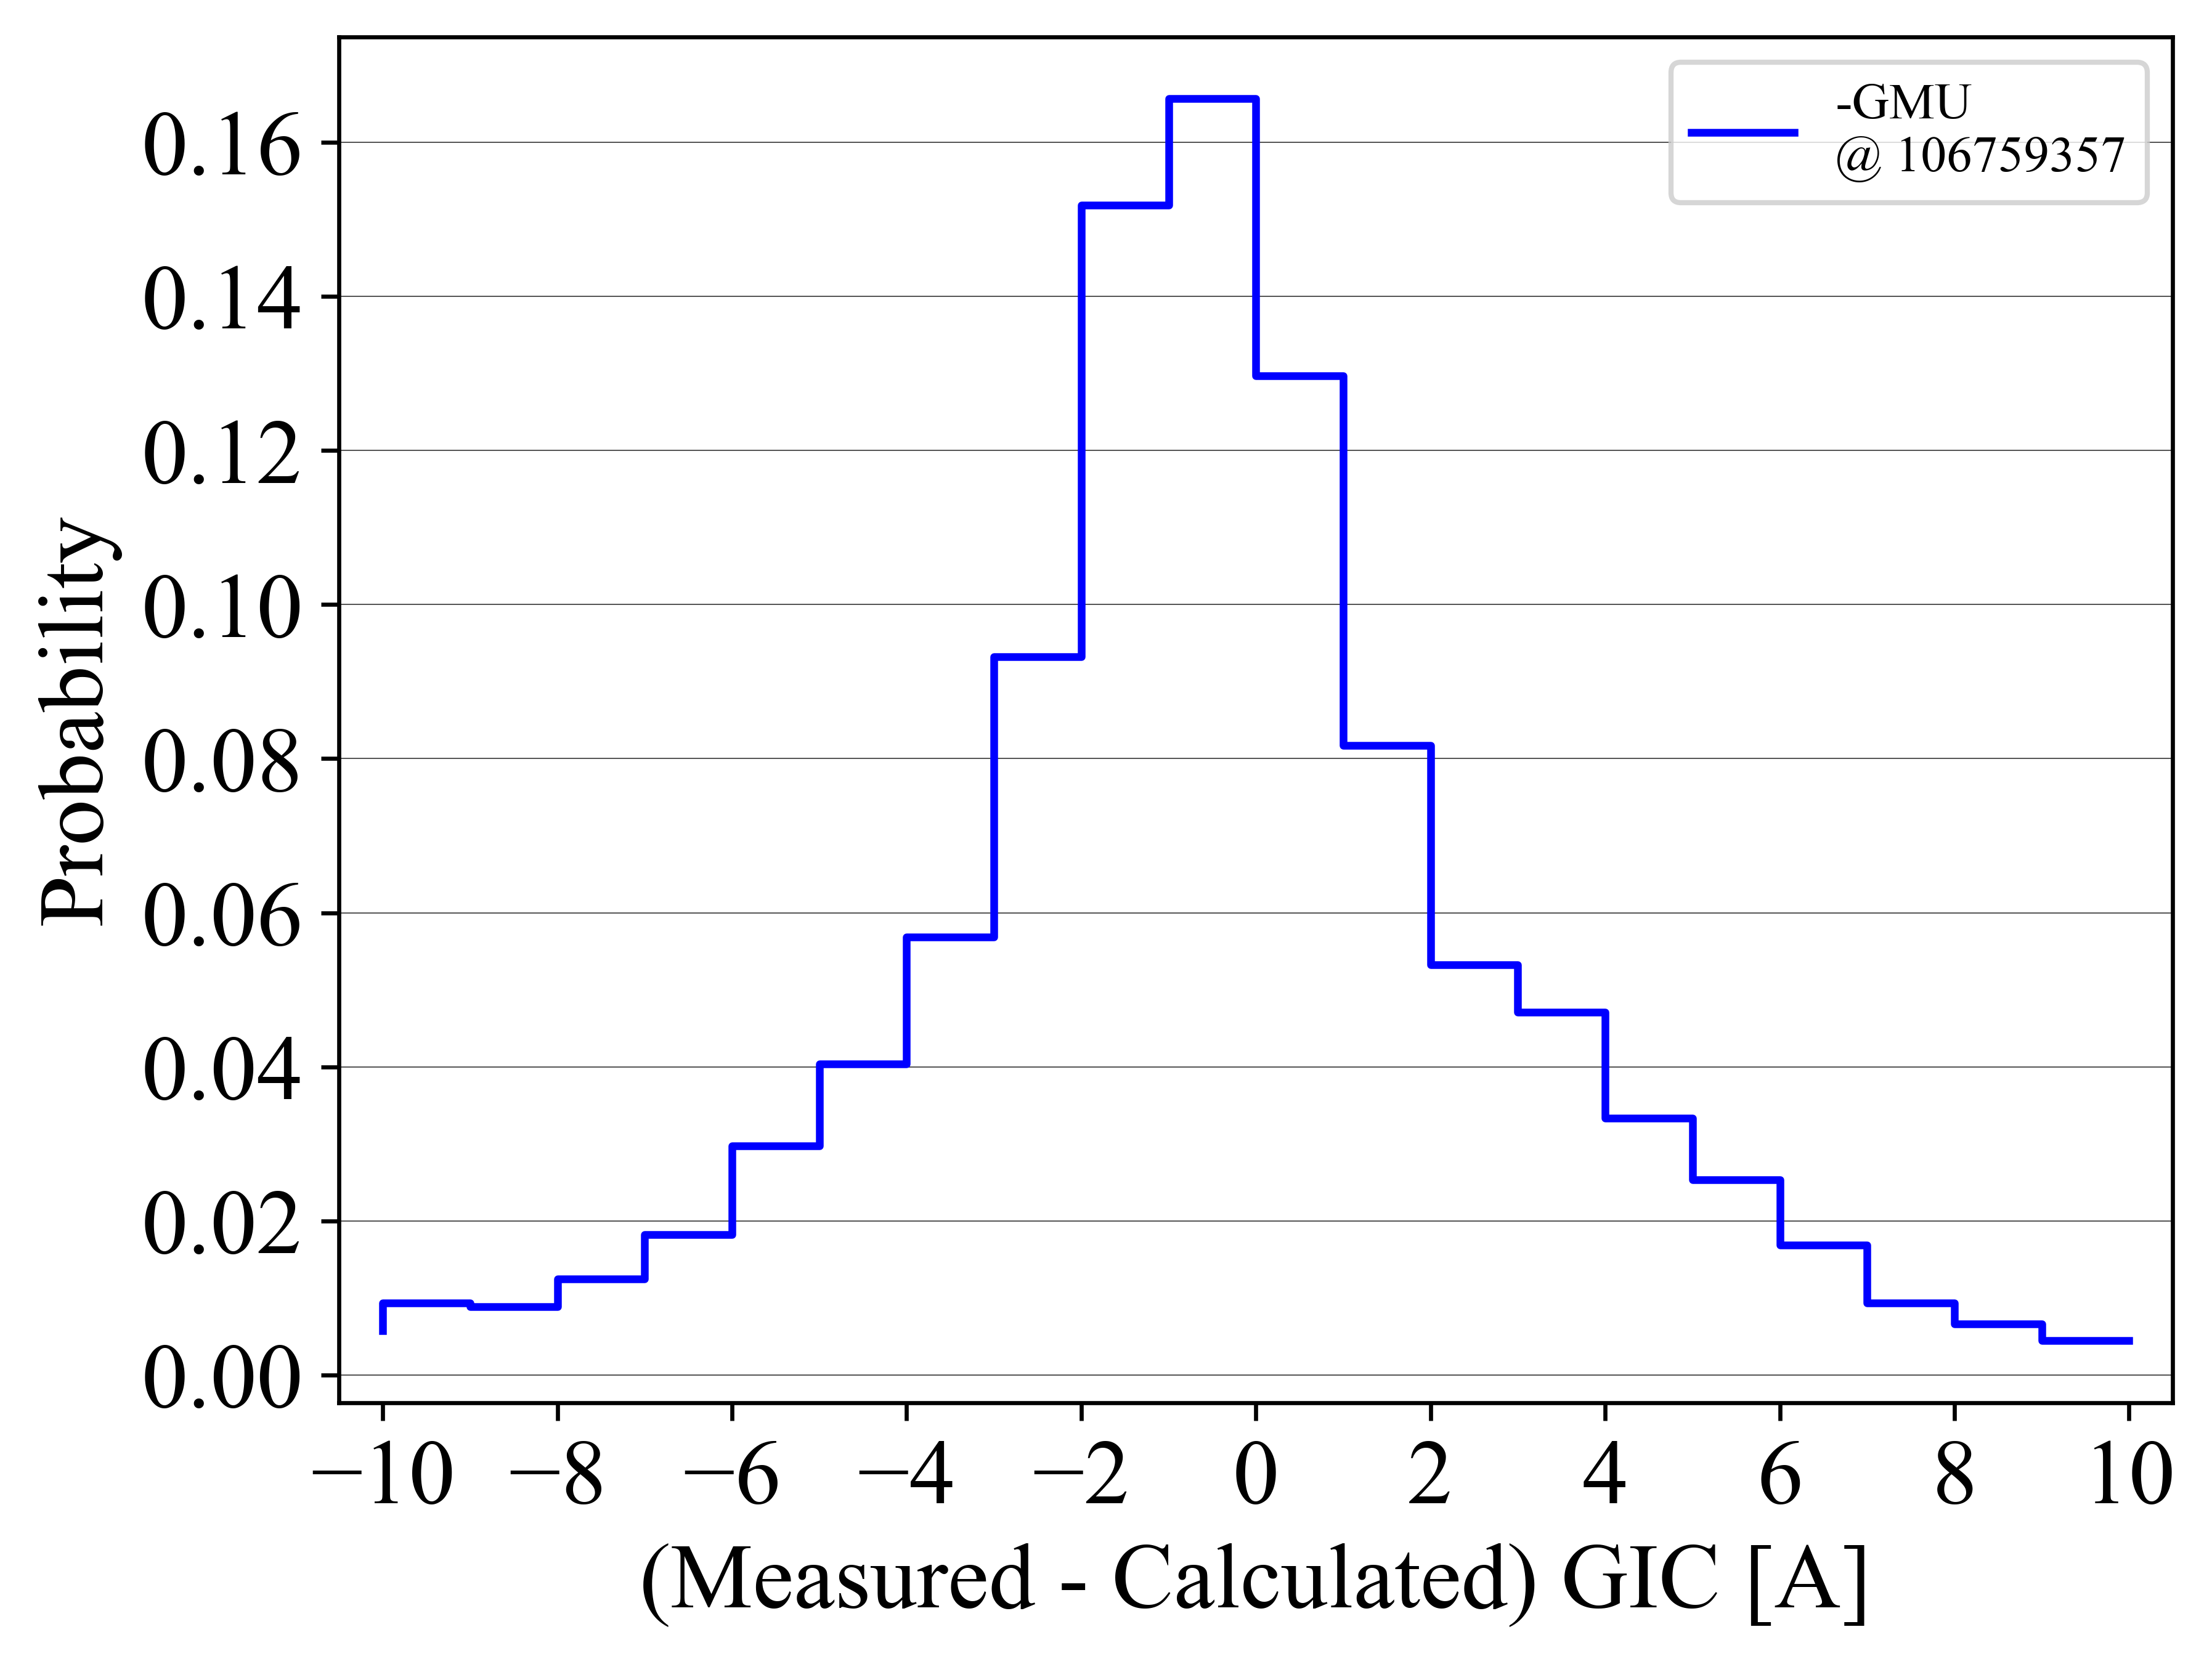 -GMU
@ 106759357
0.16
0.14
0.12
0.10
0.08
0.06
0.04
0.02
0.00
Probability
−10 −8 −6 −4 −2 0 2 4 6 8 10
(Measured - Calculated) GIC [A]